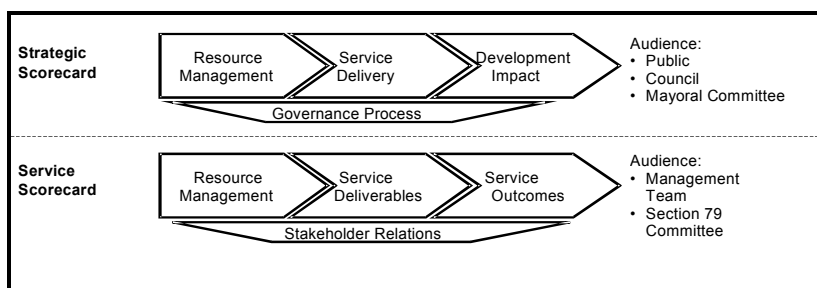 Strategic
Scorecard
Resource
Management
Service
Delivery
Development
Impact
Governance Process
Audience:
• Public
• Council
• Mayoral Committee
Service
Scorecard
Resource
Management
Service
Deliverables
Service
Outcomes
Stakeholder Relations
Audience:
• Management
Team
• Section 79
Committee